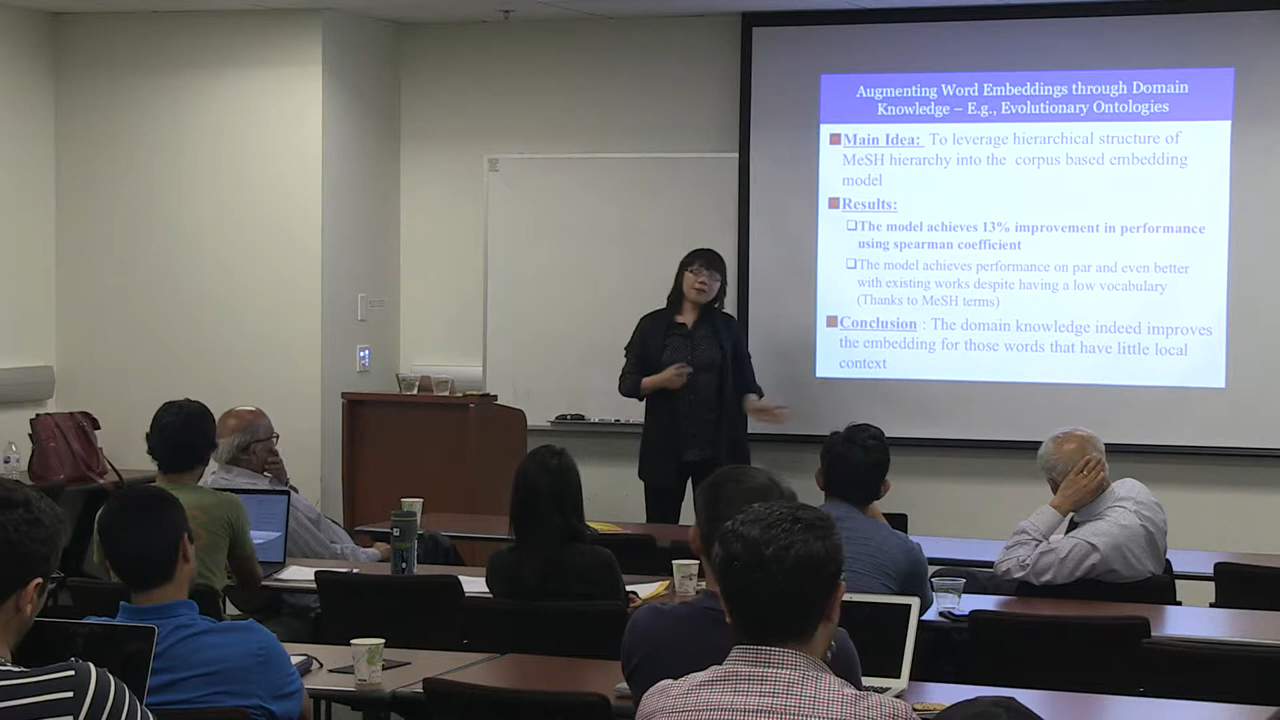 Augmenting Word Embeddings through Domain
Knowledge – E.g., Evolutionary Ontologies
Main Idea: To leverage hierarchical structure of
MeSH hierarchy into the corpus based embedding
model
Results:
The model achieves 13% improvement in performance
using spearman coefficient
The model achieves performance on par and even better
with existing works despite having a low vocabulary
(Thanks to MeSH terms)
Conclusion : The domain knowledge indeed improves
the embedding for those words that have little local
context